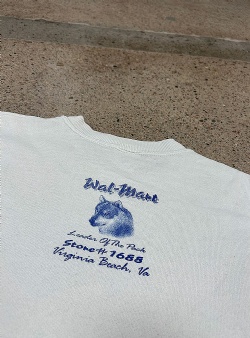 Wal-Mart
Leader Of The Pack
Store# 1688
Virginia Beach, Va